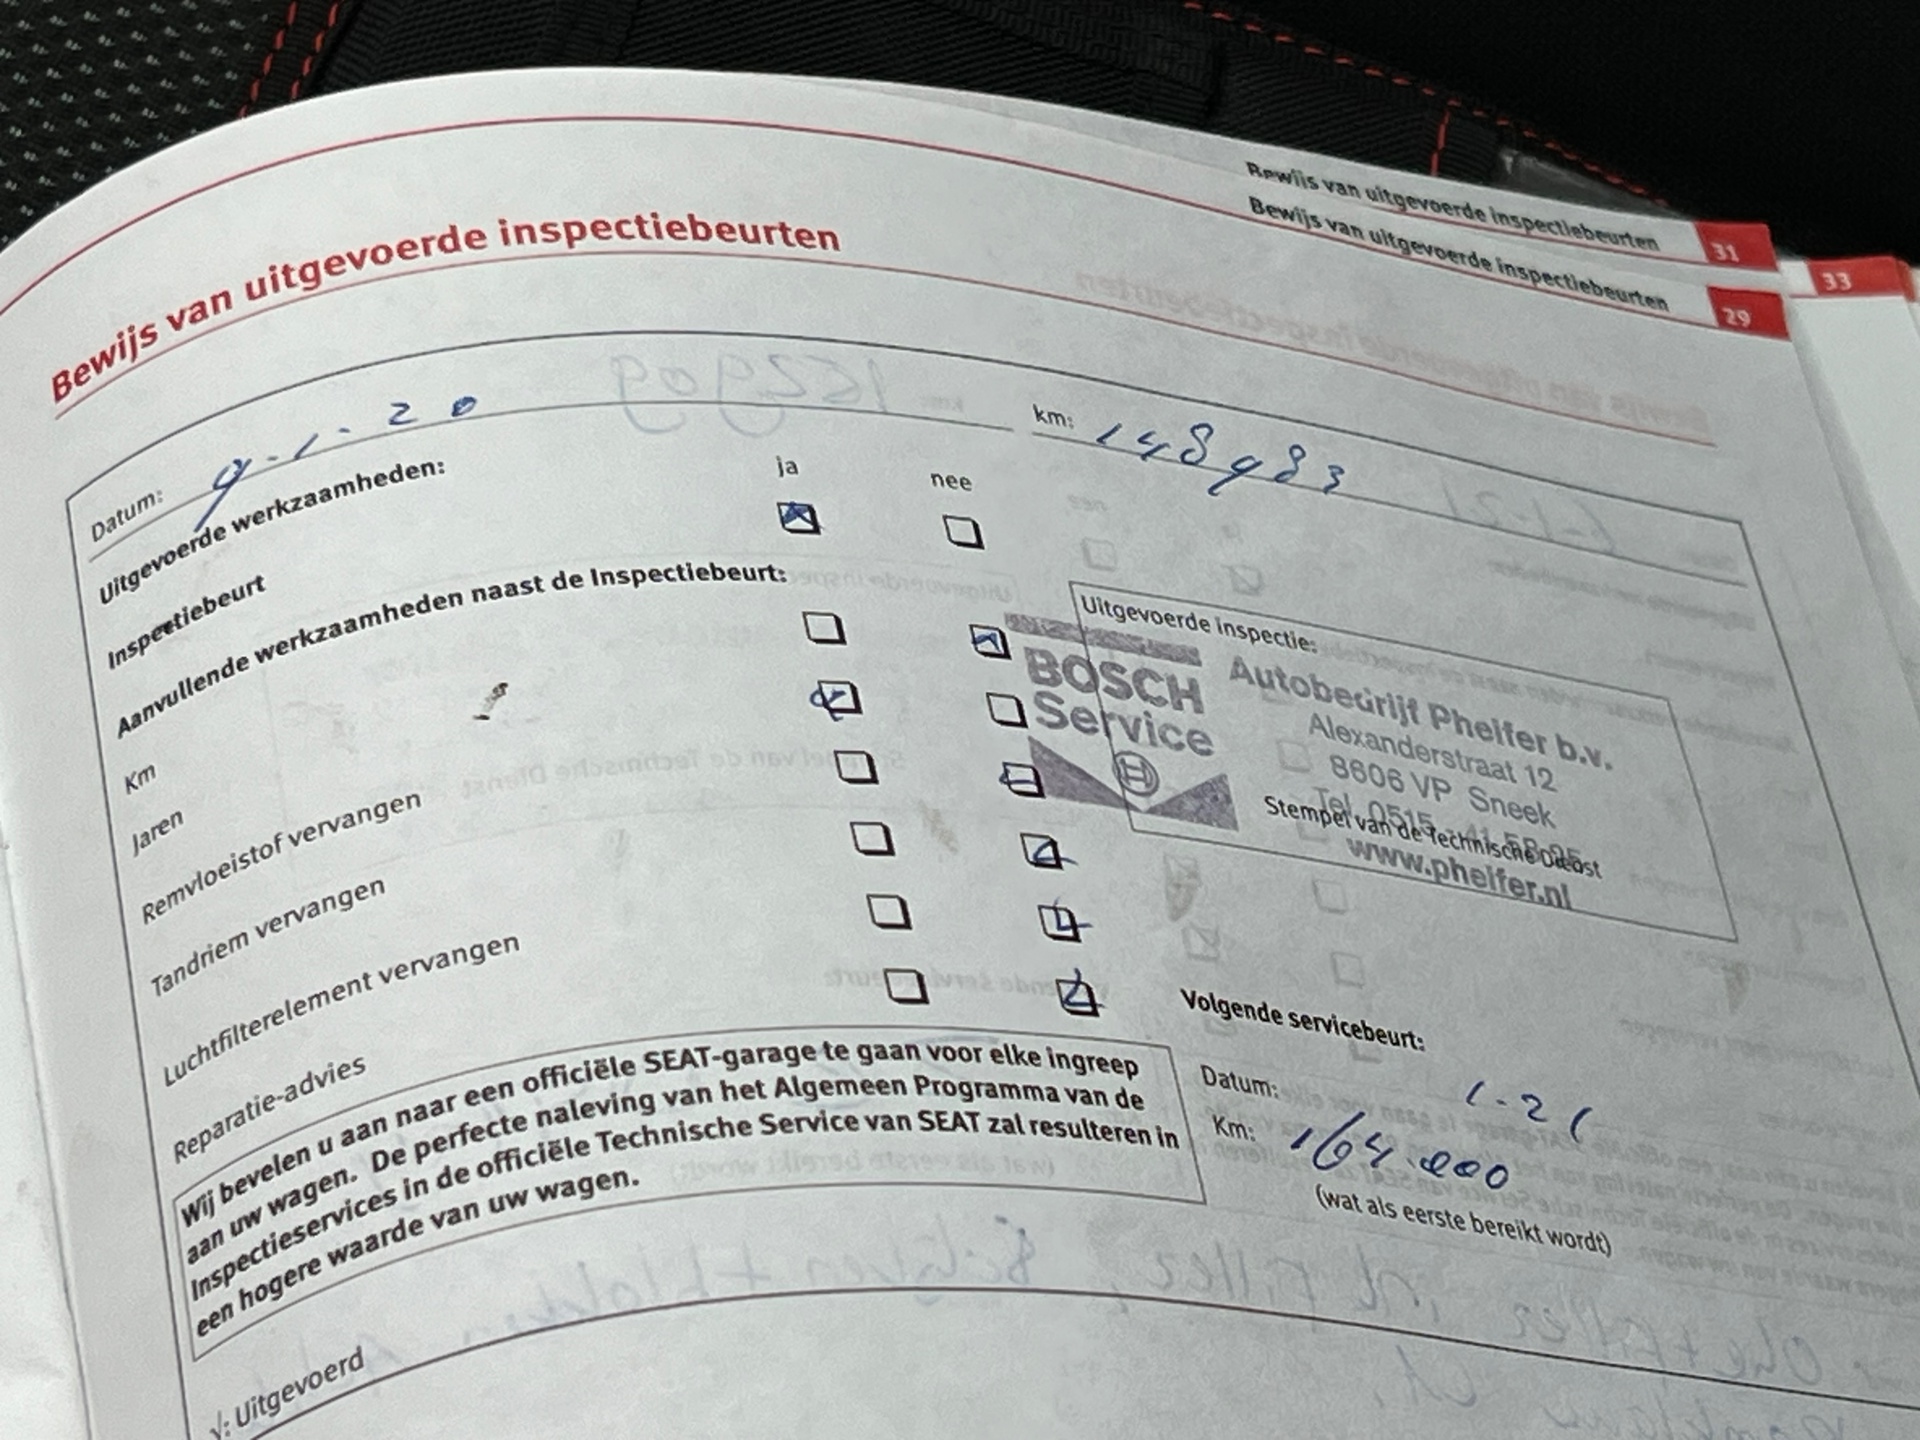 Bewijs van uitgevoerde inspectiebeurten 31
33
Bewijs van uitgevoerde inspectiebeurten 29
Bewijs van uitgevoerde inspectiebeurten
Datum: 9-1-20
km: 148983
Uitgevoerde werkzaamheden:
ja nee
Inspectiebeurt
Aanvullende werkzaamheden naast de Inspectiebeurt:
Km
Jaren
Remvloeistof vervangen
Tandriem vervangen
Luchtfilterelement vervangen
Reparatie-advies
Uitgevoerde inspectie:
BOSCH
Service
Autobedrijf Phelfer b.v.
Alexanderstraat 12
8606 VP Sneek
Tel. 0515
Stempel van de Technische Dienst
www.phelfer.nl
Volgende servicebeurt:
Datum: 1-21
Km: 164.000
(wat als eerste bereikt wordt)
Wij bevelen u aan naar een officiële SEAT-garage te gaan voor elke ingreep
aan uw wagen. De perfecte naleving van het Algemeen Programma van de
Inspectieservices in de officiële Technische Service van SEAT zal resulteren in
een hogere waarde van uw wagen.
√: Uitgevoerd